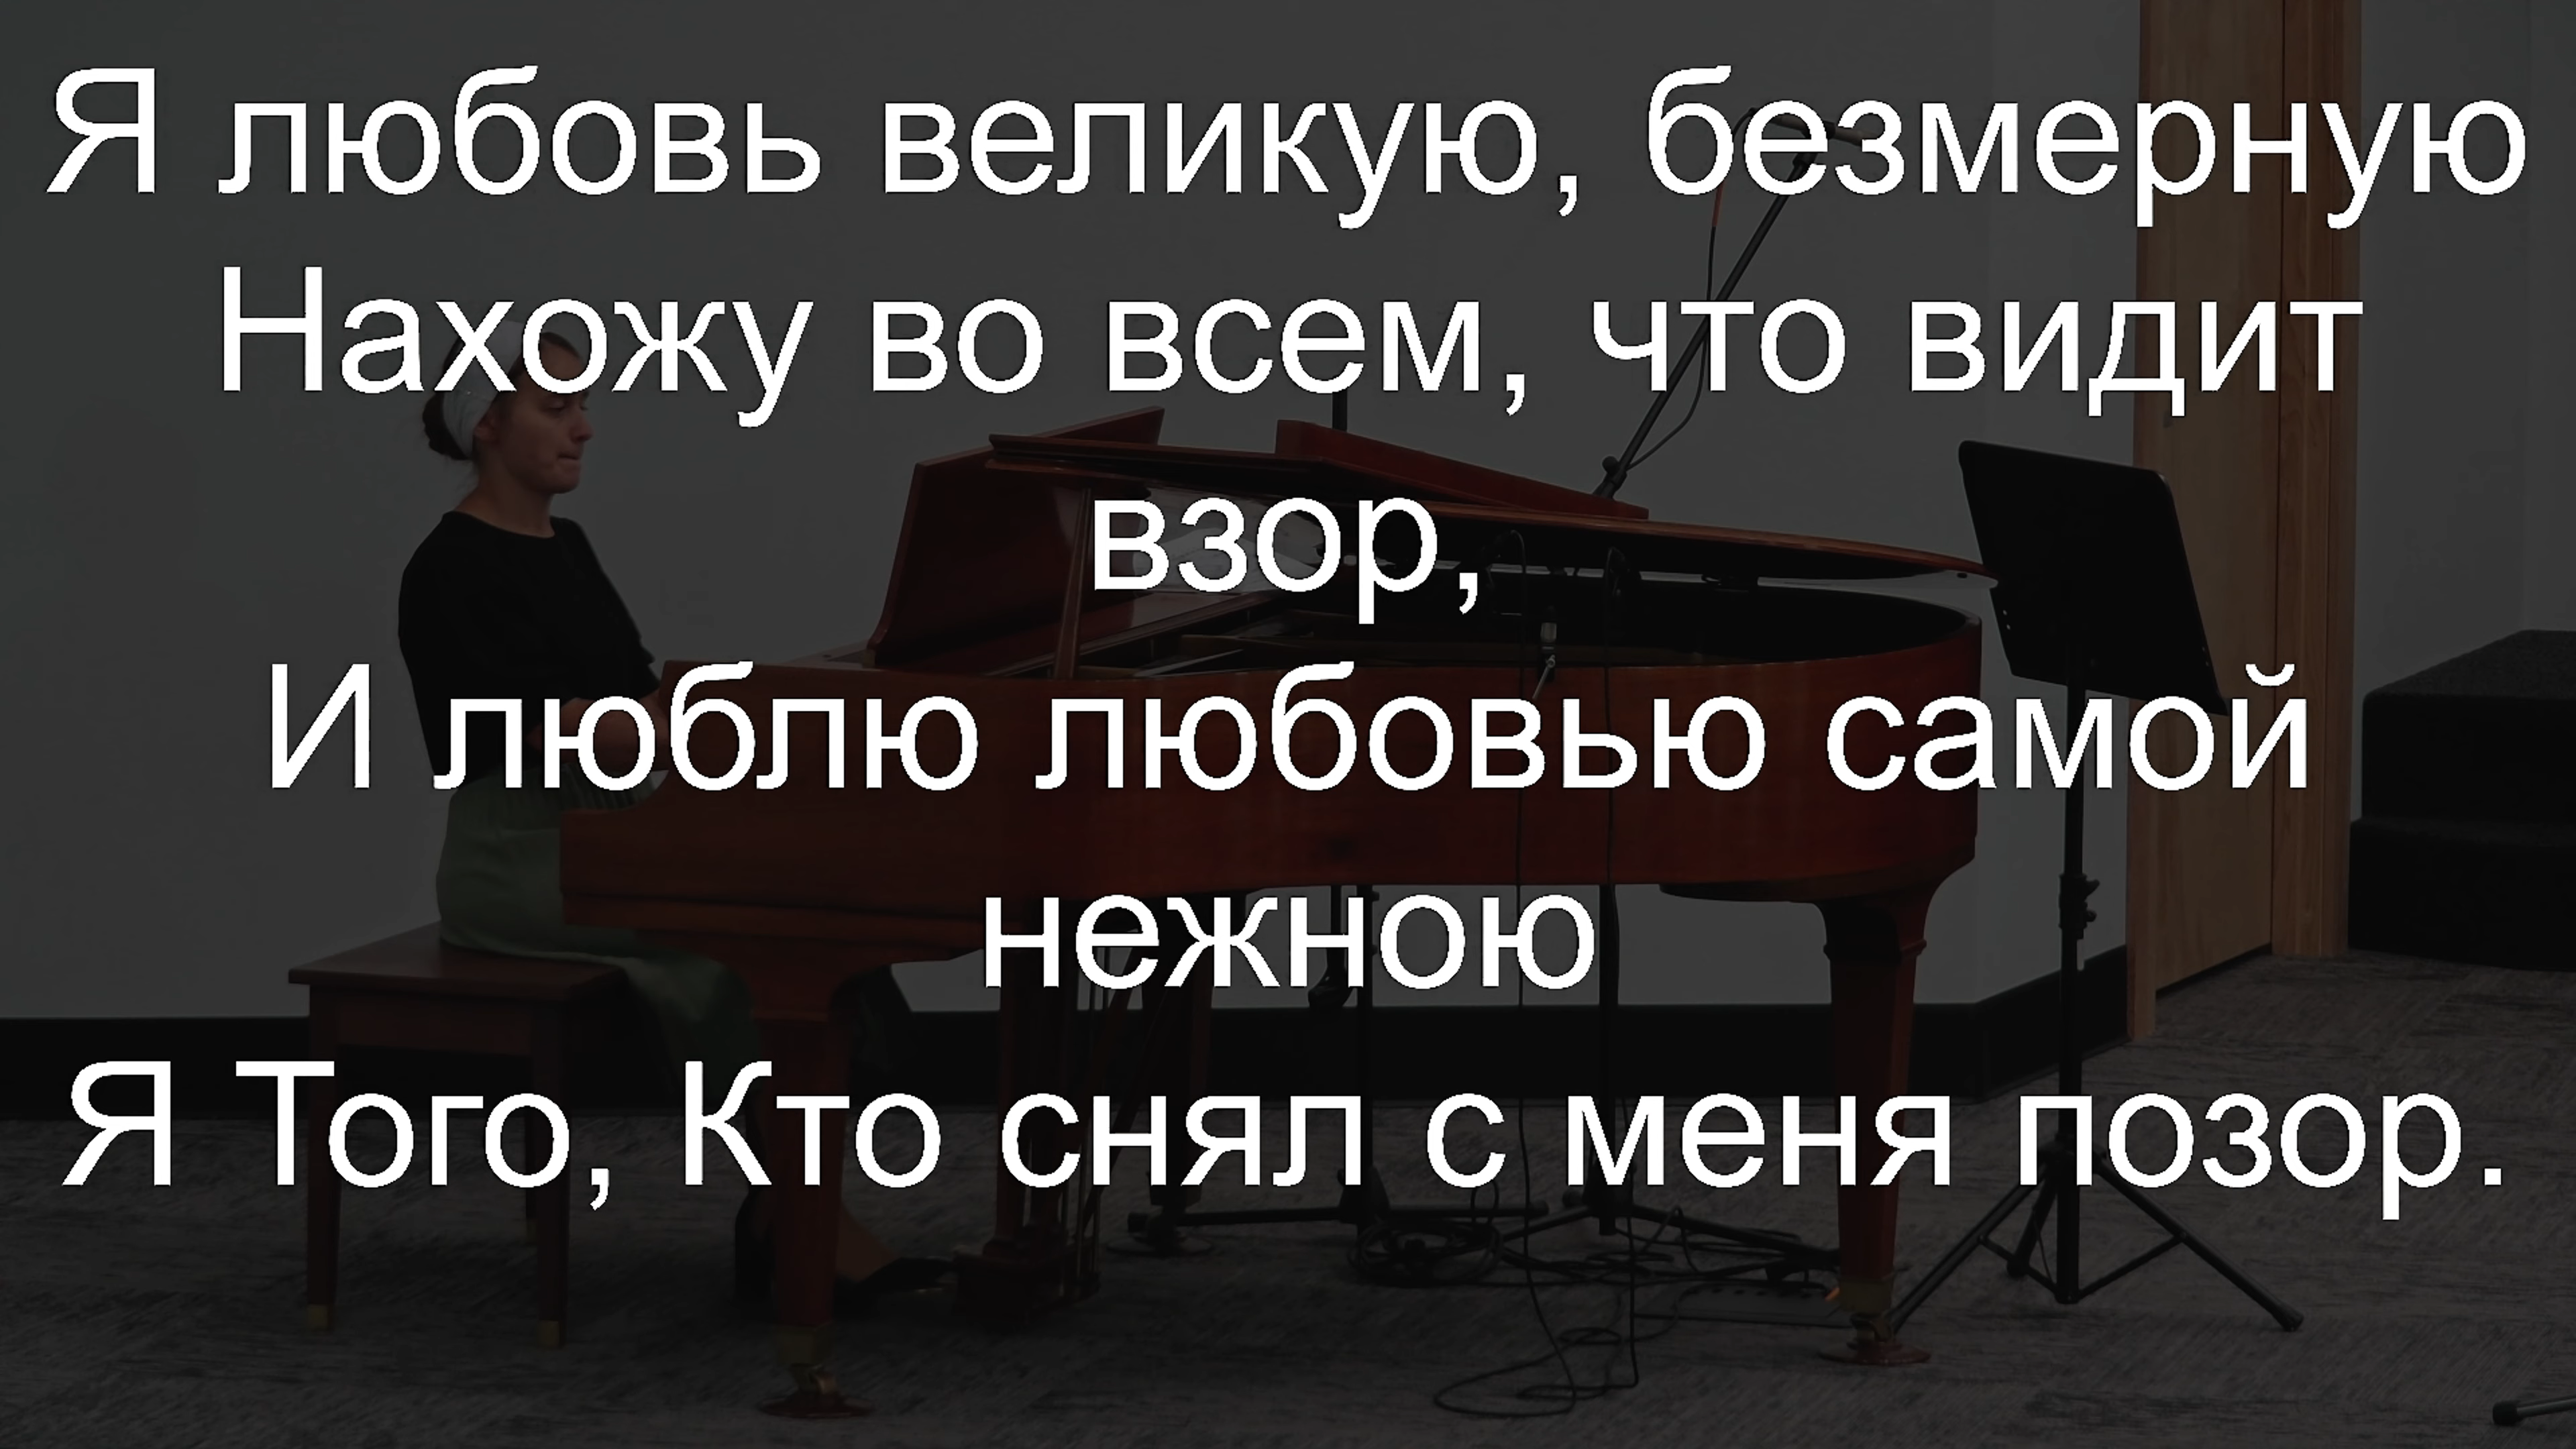 Я любовь великую, безмерную
Нахожу во всем, что видит
взор,
И люблю любовью самой
нежною
Я Того, Кто снял с меня позор.